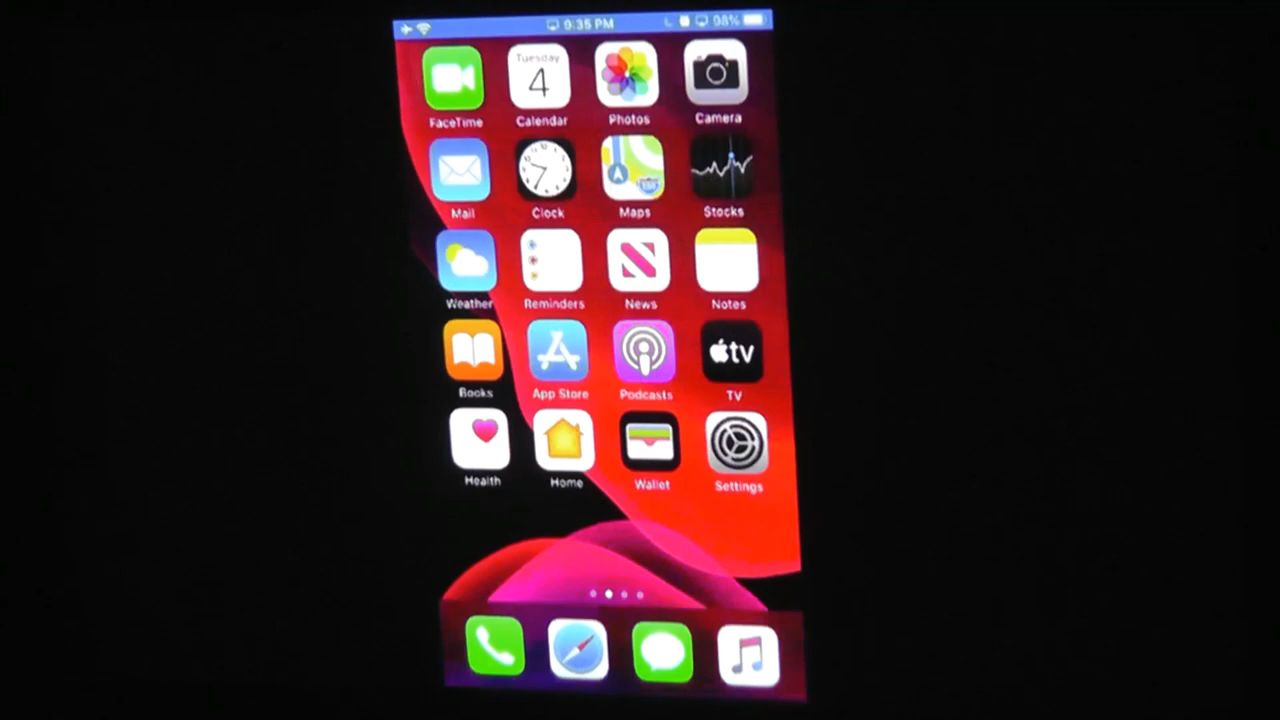 9:35 PM 98%
Tuesday
4
FaceTime Calendar Photos Camera
Mail Clock Maps Stocks
Weather Reminders News Notes
tv
Books App Store Podcasts TV
Health Home Wallet Settings